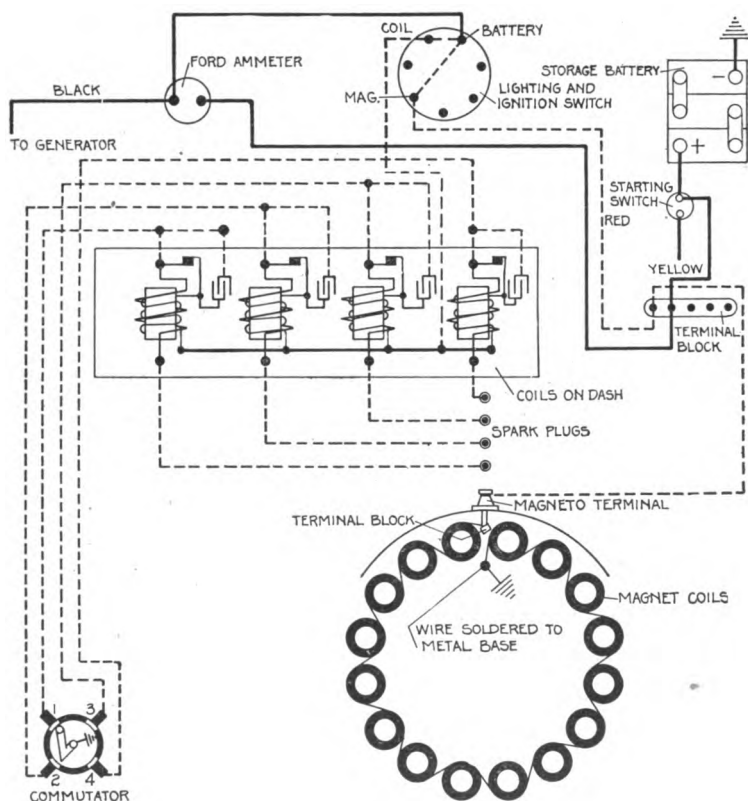 COIL
BATTERY
FORD AMMETER
BLACK
MAG.
LIGHTING AND
IGNITION SWITCH
STORAGE BATTERY
-
+
TO GENERATOR
STARTING
SWITCH
RED
YELLOW
TERMINAL
BLOCK
COILS ON DASH
SPARK PLUGS
MAGNETO TERMINAL
TERMINAL BLOCK
MAGNET COILS
WIRE SOLDERED TO
METAL BASE
1 3
2 4
COMMUTATOR